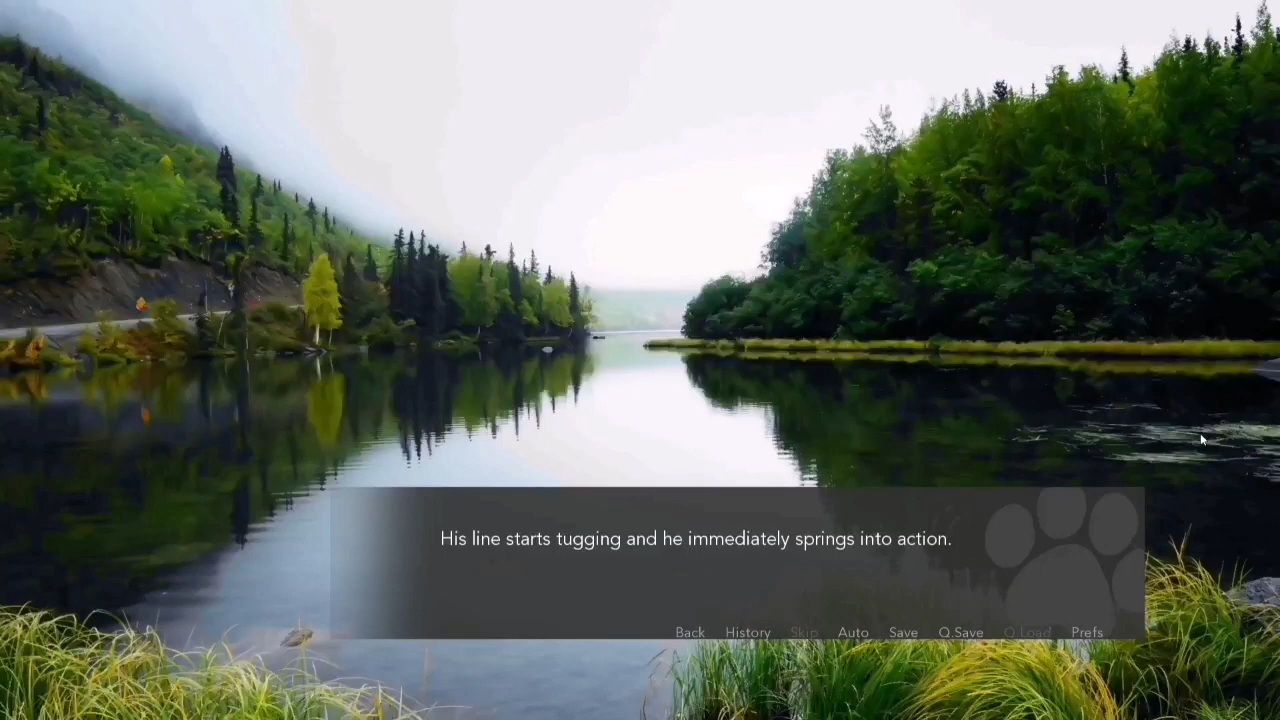 His line starts tugging and he immediately springs into action.
Back History Skip Auto Save Q.Save Q.Load Prefs